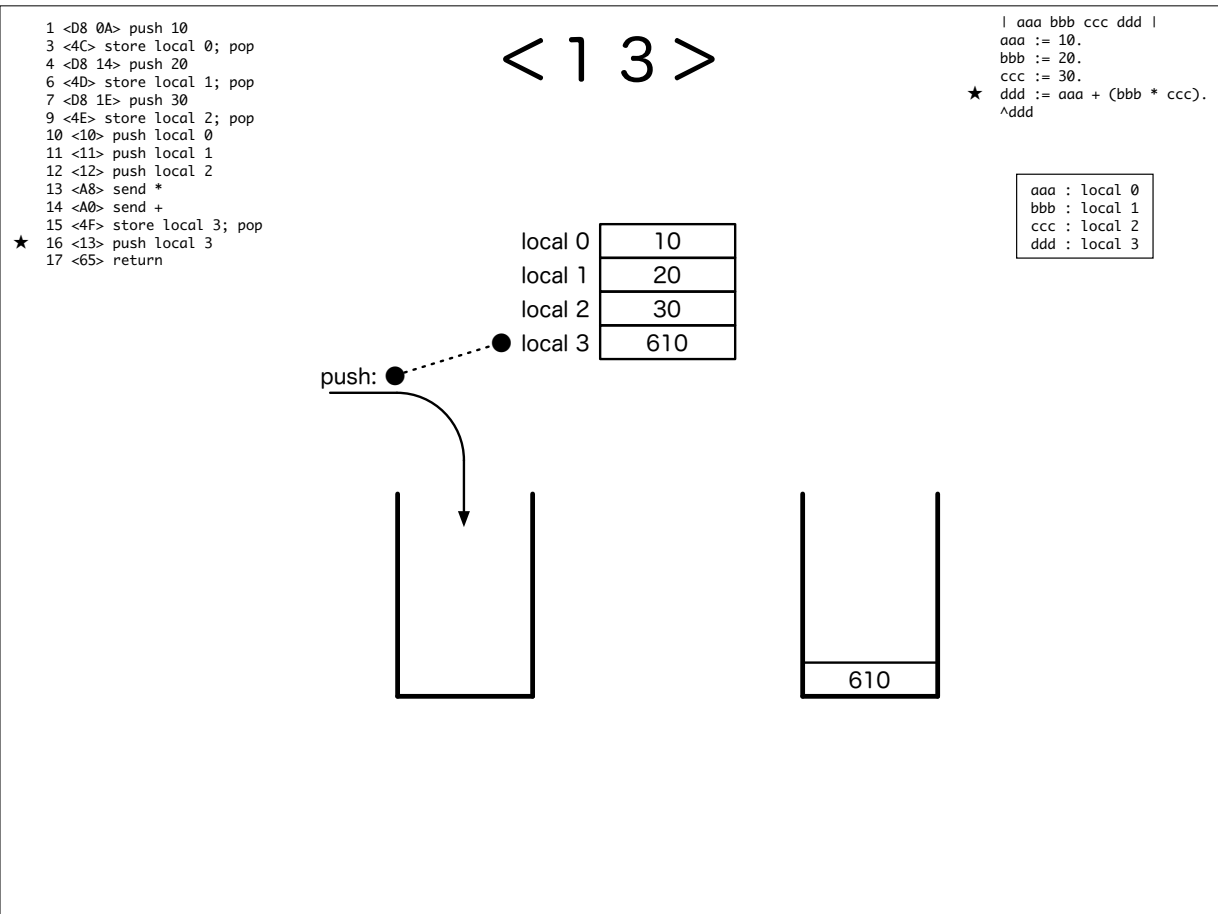 1 <D8 0A> push 10
3 <4C> store local 0; pop
4 <D8 14> push 20
6 <4D> store local 1; pop
7 <D8 1E> push 30
9 <4E> store local 2; pop
10 <10> push local 0
11 <11> push local 1
12 <12> push local 2
13 <A8> send *
14 <A0> send +
15 <4F> store local 3; pop
★ 16 <13> push local 3
17 <65> return
<13>
| aaa bbb ccc ddd |
aaa := 10.
bbb := 20.
ccc := 30.
★ ddd := aaa + (bbb * ccc).
^ddd
aaa : local 0
bbb : local 1
ccc : local 2
ddd : local 3
local 0 10
local 1 20
local 2 30
local 3 610
push:
610